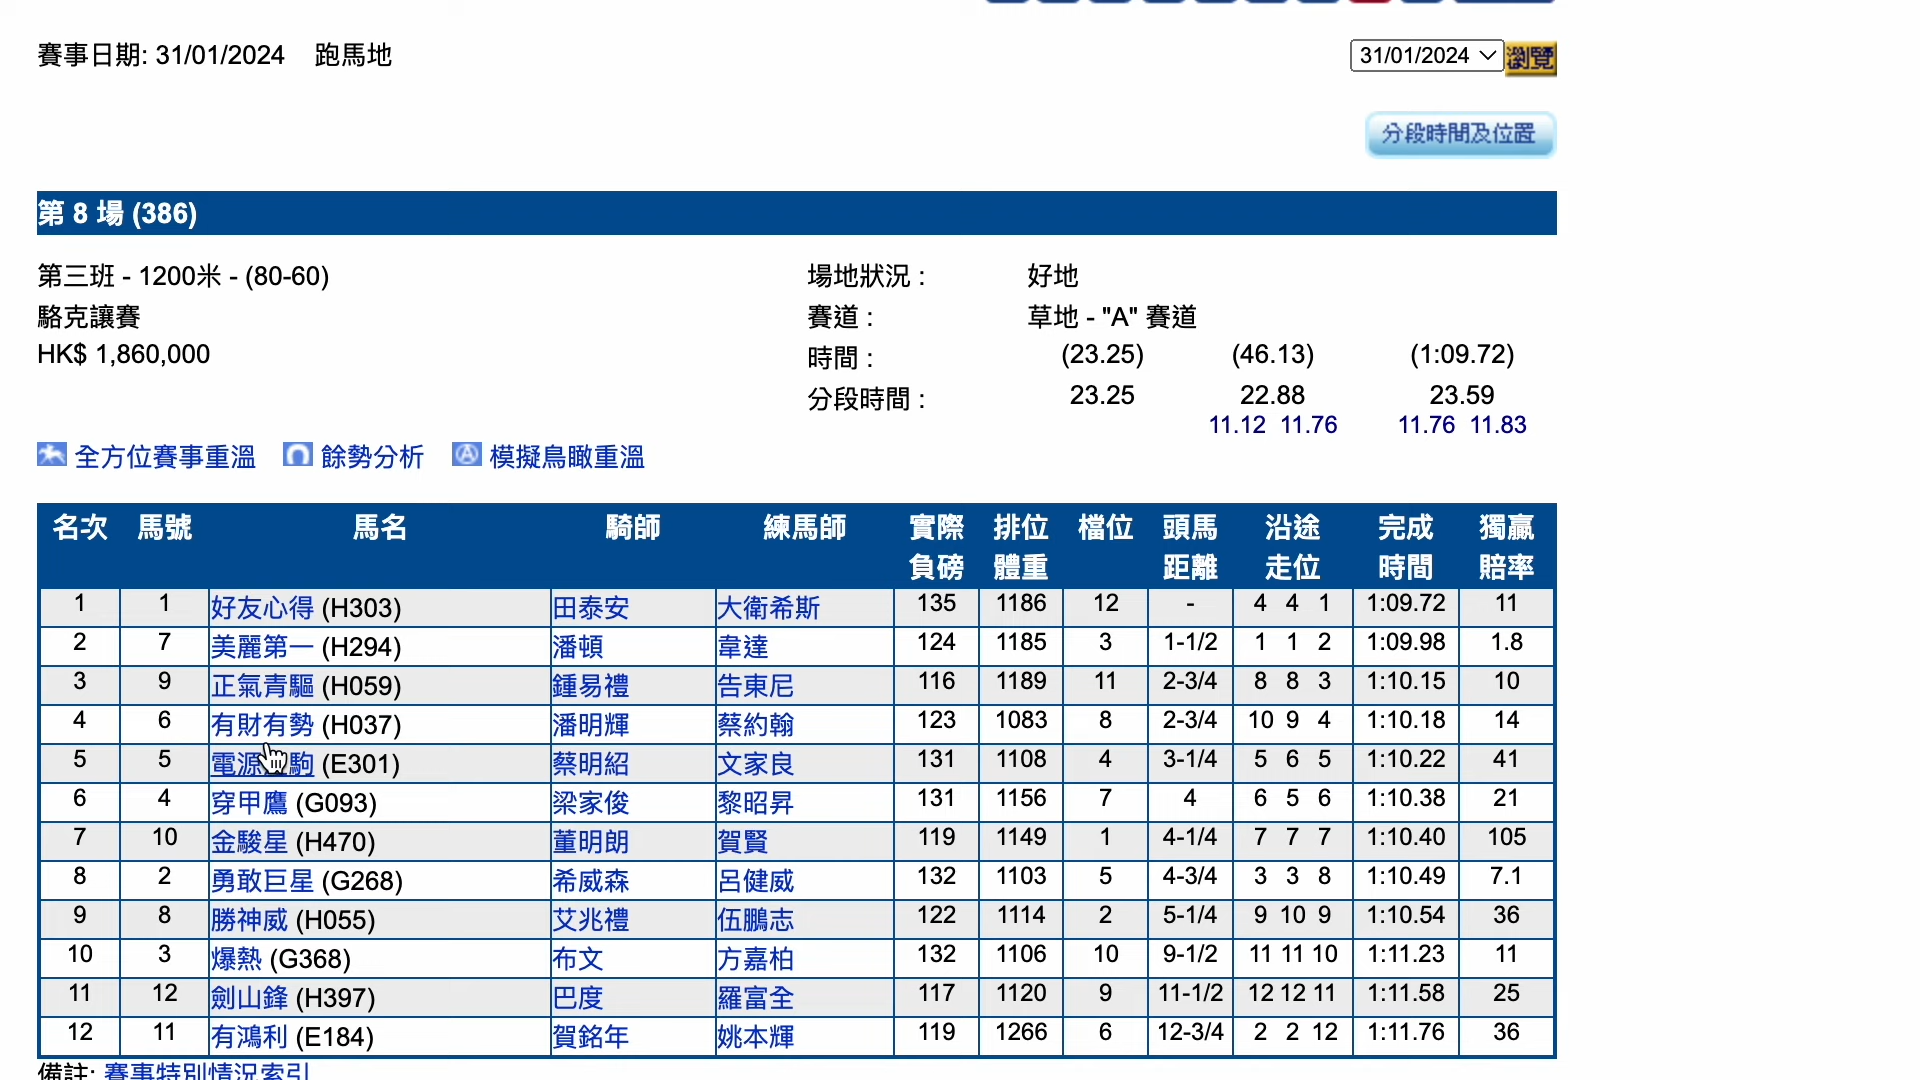 賽事日期: 31/01/2024 跑馬地
31/01/2024 瀏覽
分段時間及位置
第 8 場 (386)
第三班 - 1200米 - (80-60) 場地狀況 : 好地
駱克讓賽 賽道 : 草地 - "A" 賽道
HK$ 1,860,000 時間 : (23.25) (46.13) (1:09.72)
分段時間 : 23.25 22.88 23.59
11.12 11.76 11.76 11.83
全方位賽事重溫 餘勢分析 模擬鳥瞰重溫
名次 馬號 馬名 騎師 練馬師 實際負磅 排位體重 檔位 頭馬距離 沿途走位 完成時間 獨贏賠率
1 1 好友心得 (H303) 田泰安 大衛希斯 135 1186 12 - 4 4 1 1:09.72 11
2 7 美麗第一 (H294) 潘頓 韋達 124 1185 3 1-1/2 1 1 2 1:09.98 1.8
3 9 正氣青驅 (H059) 鍾易禮 告東尼 116 1189 11 2-3/4 8 8 3 1:10.15 10
4 6 有財有勢 (H037) 潘明輝 蔡約翰 123 1083 8 2-3/4 10 9 4 1:10.18 14
5 5 電源駒 (E301) 蔡明紹 文家良 131 1108 4 3-1/4 5 6 5 1:10.22 41
6 4 穿甲鷹 (G093) 梁家俊 黎昭昇 131 1156 7 4 6 5 6 1:10.38 21
7 10 金駿星 (H470) 董明朗 賀賢 119 1149 1 4-1/4 7 7 7 1:10.40 105
8 2 勇敢巨星 (G268) 希威森 呂健威 132 1103 5 4-3/4 3 3 8 1:10.49 7.1
9 8 勝神威 (H055) 艾兆禮 伍鵬志 122 1114 2 5-1/4 9 10 9 1:10.54 36
10 3 爆熱 (G368) 布文 方嘉柏 132 1106 10 9-1/2 11 11 10 1:11.23 11
11 12 劍山鋒 (H397) 巴度 羅富全 117 1120 9 11-1/2 12 12 11 1:11.58 25
12 11 有鴻利 (E184) 賀銘年 姚本輝 119 1266 6 12-3/4 2 2 12 1:11.76 36
備註: 賽事特別情況索引